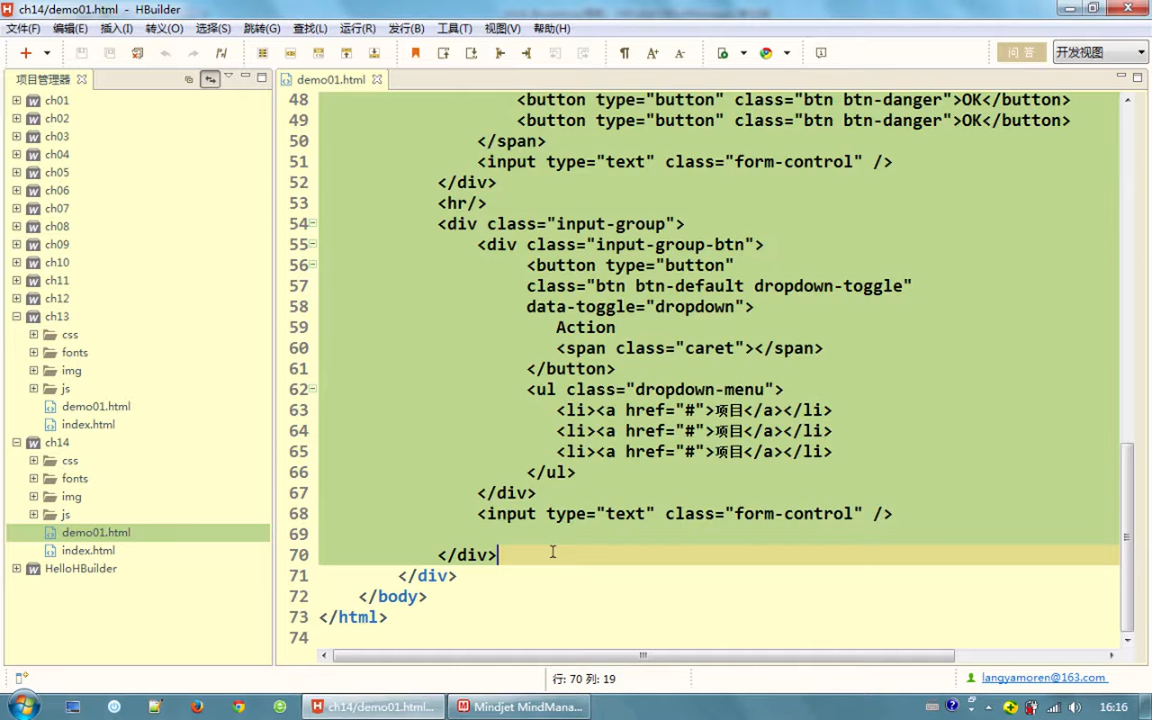 ch14/demo01.html - HBuilder
文件(F) 编辑(E) 插入(I) 转义(O) 选择(S) 跳转(G) 查找(L) 运行(R) 发行(B) 工具(T) 视图(V) 帮助(H)
问答 开发视图
项目管理器
demo01.html
ch01
ch02
ch03
ch04
ch05
ch06
ch07
ch08
ch09
ch10
ch11
ch12
ch13
css
fonts
img
js
demo01.html
index.html
ch14
css
fonts
img
js
demo01.html
index.html
HelloHBuilder
48 <button type="button" class="btn btn-danger">OK</button>
49 <button type="button" class="btn btn-danger">OK</button>
50 </span>
51 <input type="text" class="form-control" />
52 </div>
53 <hr/>
54 <div class="input-group">
55 <div class="input-group-btn">
56 <button type="button"
57 class="btn btn-default dropdown-toggle"
58 data-toggle="dropdown">
59 Action
60 <span class="caret"></span>
61 </button>
62 <ul class="dropdown-menu">
63 <li><a href="#">项目</a></li>
64 <li><a href="#">项目</a></li>
65 <li><a href="#">项目</a></li>
66 </ul>
67 </div>
68 <input type="text" class="form-control" />
69
70 </div>
71 </div>
72 </body>
73 </html>
74
行: 70 列: 19
langyamoren@163.com
ch14/demo01.html...
Mindjet MindMana...
16:16